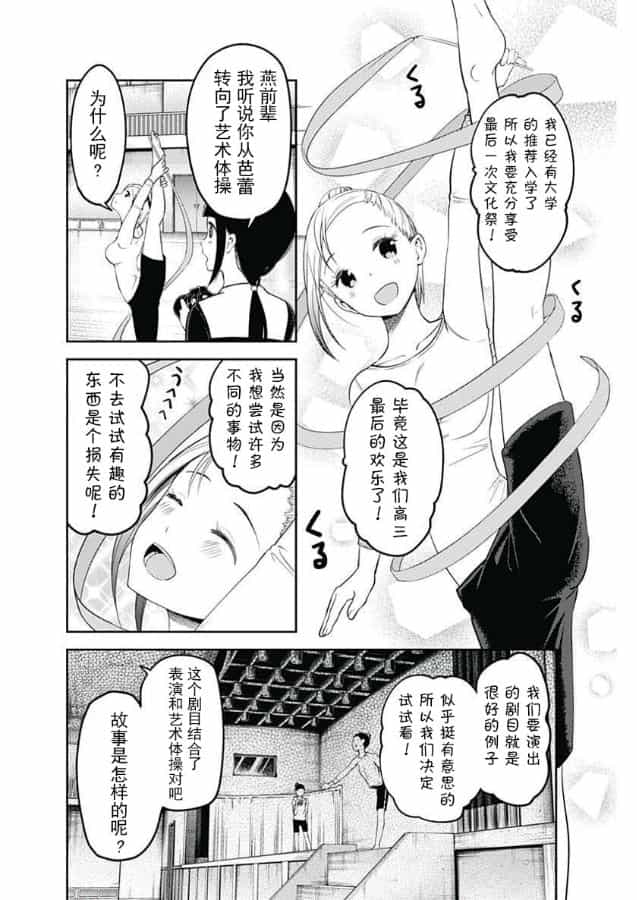 燕前辈
我听说你从芭蕾
转向了艺术体操
为什么呢?
我已经有大学
的推荐入学了
所以我要充分享受
最后一次文化祭!
くる
くる
毕竟这是我们高三
最后的欢乐了!
くる
当然是因为
我想尝试许多
不同的事物!
不去试试有趣的
东西是个损失呢!
我们要演出
的剧目就是
很好的例子
似乎挺有意思的
所以我们决定
试试看!
这个剧目结合了
表演和艺术体操对吧
故事是怎样的呢?